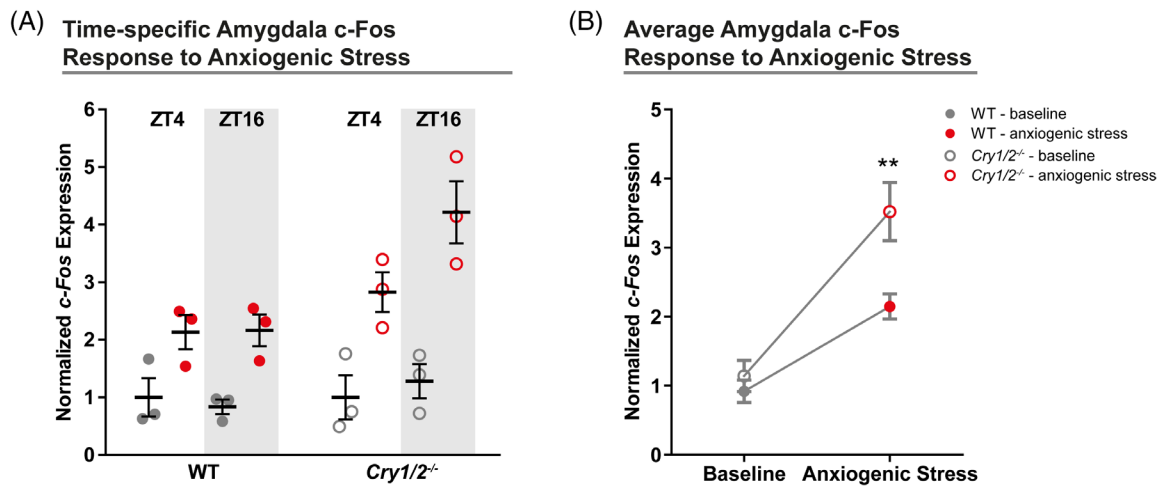 (A)
Time-specific Amygdala c-Fos
Response to Anxiogenic Stress
Normalized c-Fos Expression
6
5
4
3
2
1
0
ZT4
ZT16
ZT4
ZT16
WT
Cry1/2-/-
(B)
Average Amygdala c-Fos
Response to Anxiogenic Stress
Normalized c-Fos Expression
5
4
3
2
1
0
**
Baseline
Anxiogenic Stress
WT - baseline
WT - anxiogenic stress
Cry1/2-/- - baseline
Cry1/2-/- - anxiogenic stress